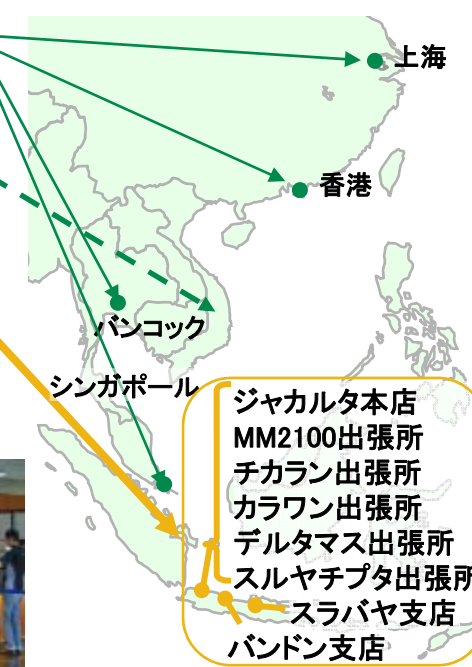 上海
香港
バンコック
シンガポール
ジャカルタ本店
MM2100出張所
チカラン出張所
カラワン出張所
デルタマス出張所
スルヤチプタ出張所
スラバヤ支店
バンドン支店